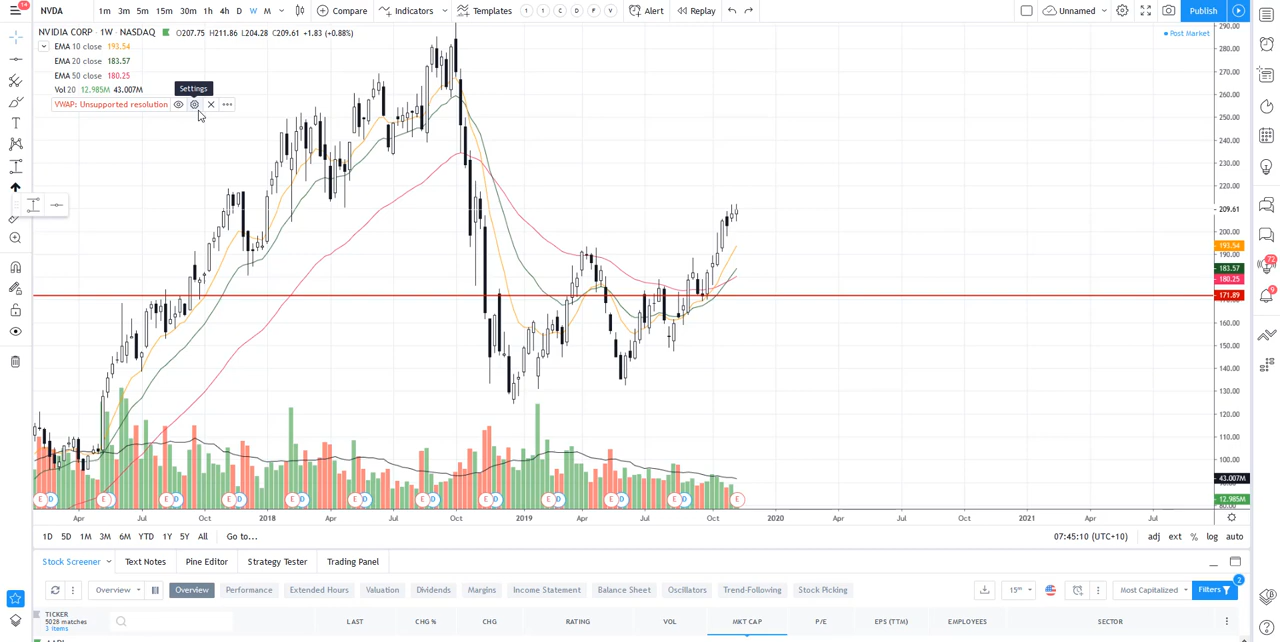 14
NVDA 1m 3m 5m 15m 30m 1h 4h D W M Compare Indicators Templates 1 1 C D F V Alert Replay Unnamed Publish
NVIDIA CORP · 1W · NASDAQ O207.75 H211.86 L204.28 C209.61 +1.83 (+0.88%)
Post Market
EMA 10 close 193.54
EMA 20 close 183.57
EMA 50 close 180.25
Vol 20 12.985M 43.007M
Settings
VWAP: Unsupported resolution
290.00
280.00
270.00
260.00
250.00
240.00
230.00
220.00
209.61
200.00
193.54
190.00
183.57
180.25
171.89
160.00
150.00
140.00
130.00
120.00
110.00
100.00
43.007M
12.985M
72
9
E D E E D E D E D E D E D E D E D E D E D E
Apr Jul Oct 2018 Apr Jul Oct 2019 Apr Jul Oct 2020 Apr Jul Oct 2021 Apr Jul
1D 5D 1M 3M 6M YTD 1Y 5Y All Go to... 07:45:10 (UTC+10) adj ext % log auto
Stock Screener Text Notes Pine Editor Strategy Tester Trading Panel
Overview Overview Performance Extended Hours Valuation Dividends Margins Income Statement Balance Sheet Oscillators Trend-Following Stock Picking 15m Most Capitalized Filters 2
TICKER
5028 matches
3 items
LAST CHG % CHG RATING VOL MKT CAP P/E EPS (TTM) EMPLOYEES SECTOR